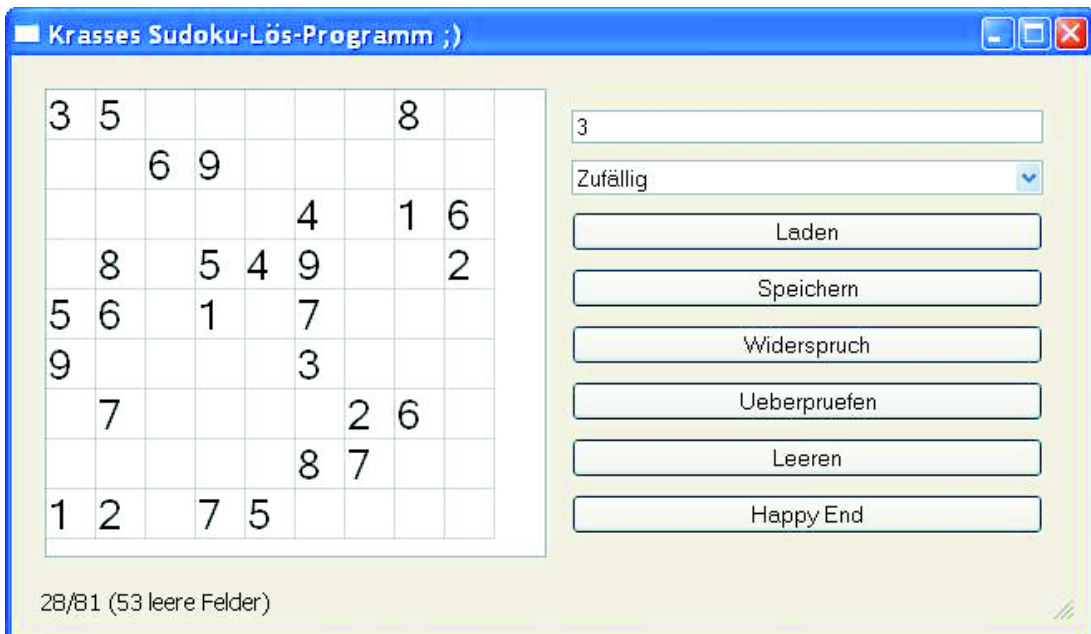 Krasses Sudoku-Lös-Programm ;)
3 5 8
6 9
4 1 6
8 5 4 9 2
5 6 1 7
9 3
7 2 6
8 7
1 2 7 5
3
Zufällig
Laden
Speichern
Widerspruch
Ueberpruefen
Leeren
Happy End
28/81 (53 leere Felder)